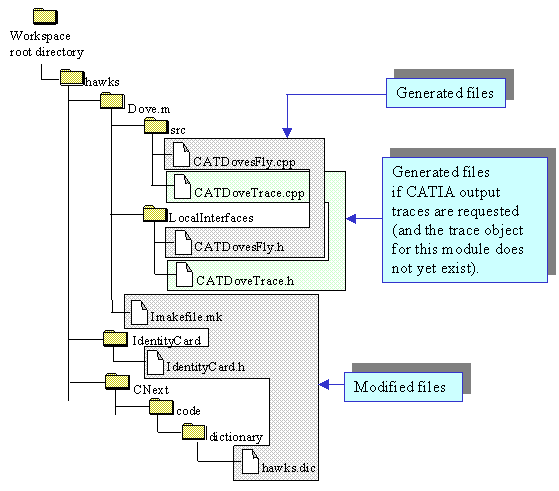 Workspace
root directory
hawks
Dove.m
src
Generated files
CATDovesFly.cpp
CATDoveTrace.cpp
LocalInterfaces
CATDovesFly.h
CATDoveTrace.h
Generated files
if CATIA output
traces are requested
(and the trace object
for this module does
not yet exist).
Imakefile.mk
IdentityCard
IdentityCard.h
CNext
Modified files
code
dictionary
hawks.dic